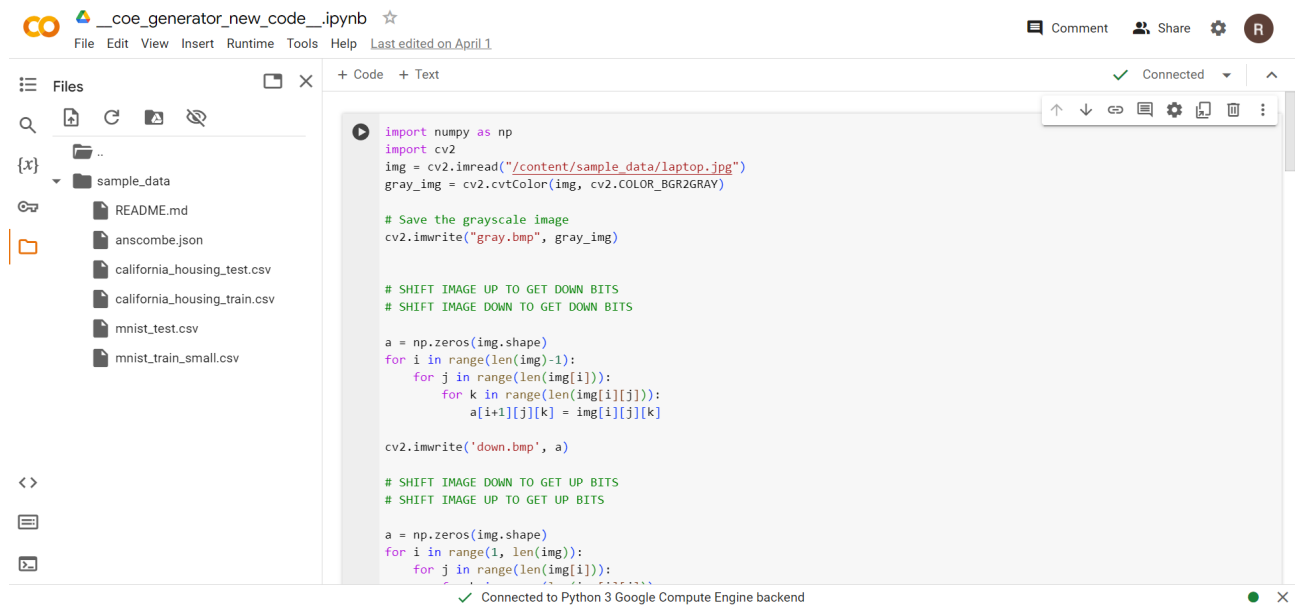 __coe_generator_new_code__.ipynb
File Edit View Insert Runtime Tools Help Last edited on April 1
Comment Share R
Files
+ Code + Text
Connected
..
sample_data
README.md
anscombe.json
california_housing_test.csv
california_housing_train.csv
mnist_test.csv
mnist_train_small.csv
{x}
import numpy as np
import cv2
img = cv2.imread("/content/sample_data/laptop.jpg")
gray_img = cv2.cvtColor(img, cv2.COLOR_BGR2GRAY)
# Save the grayscale image
cv2.imwrite("gray.bmp", gray_img)
# SHIFT IMAGE UP TO GET DOWN BITS
# SHIFT IMAGE DOWN TO GET DOWN BITS
a = np.zeros(img.shape)
for i in range(len(img)-1):
for j in range(len(img[i])):
for k in range(len(img[i][j])):
a[i+1][j][k] = img[i][j][k]
cv2.imwrite('down.bmp', a)
# SHIFT IMAGE DOWN TO GET UP BITS
# SHIFT IMAGE UP TO GET UP BITS
a = np.zeros(img.shape)
for i in range(1, len(img)):
for j in range(len(img[i])):
Connected to Python 3 Google Compute Engine backend